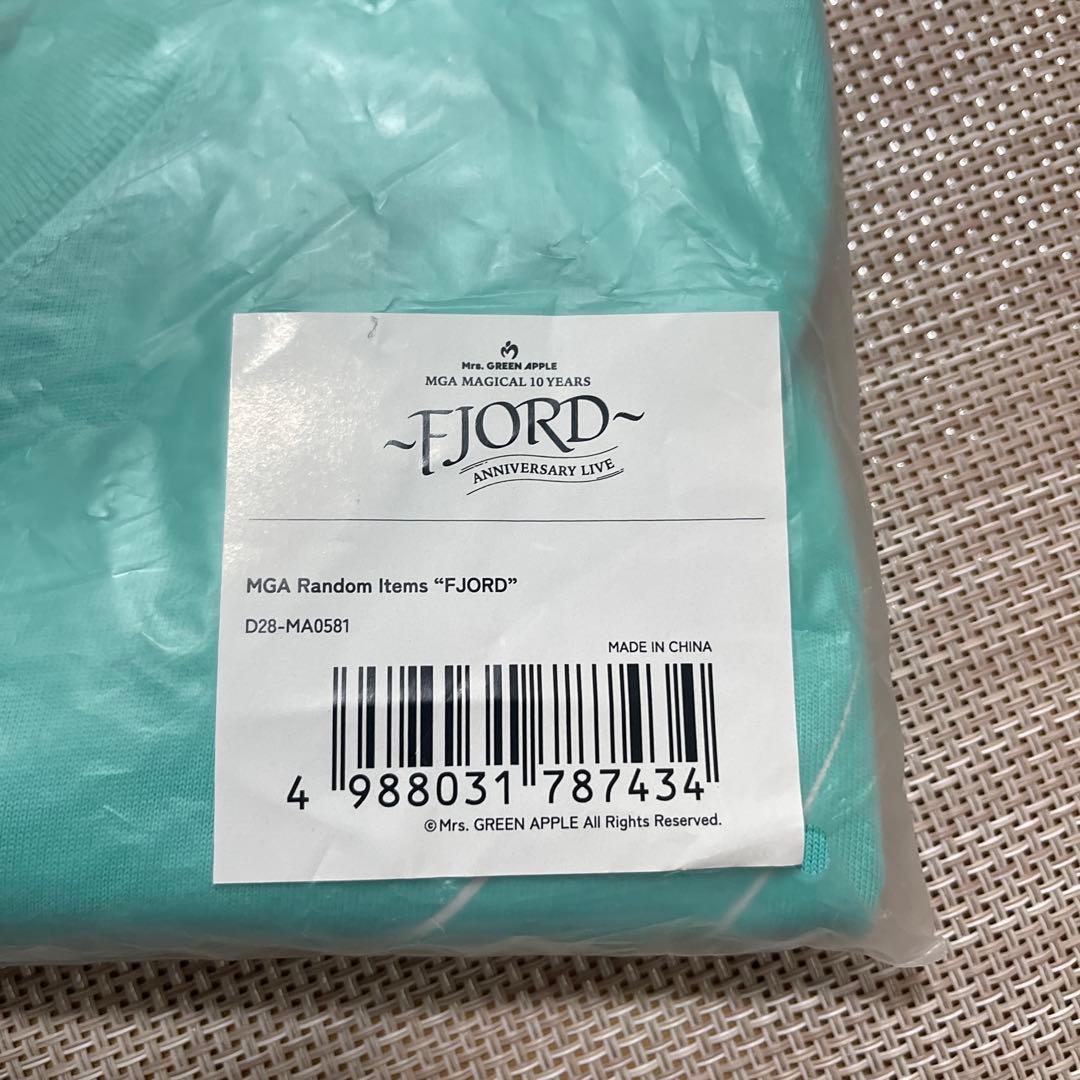 Mrs. GREEN APPLE
MGA MAGICAL 10 YEARS
~FJORD~
ANNIVERSARY LIVE
MGA Random Items “FJORD”
D28-MA0581
MADE IN CHINA
4 988031 787434
©Mrs. GREEN APPLE All Rights Reserved.